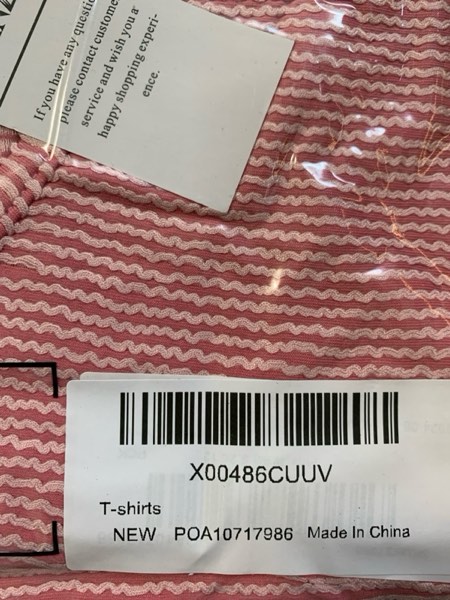 If you have any questio
please contact custome
service and wish you a
happy shopping experi-
ence.
X00486CUUV
T-shirts
NEW POA10717986 Made In China